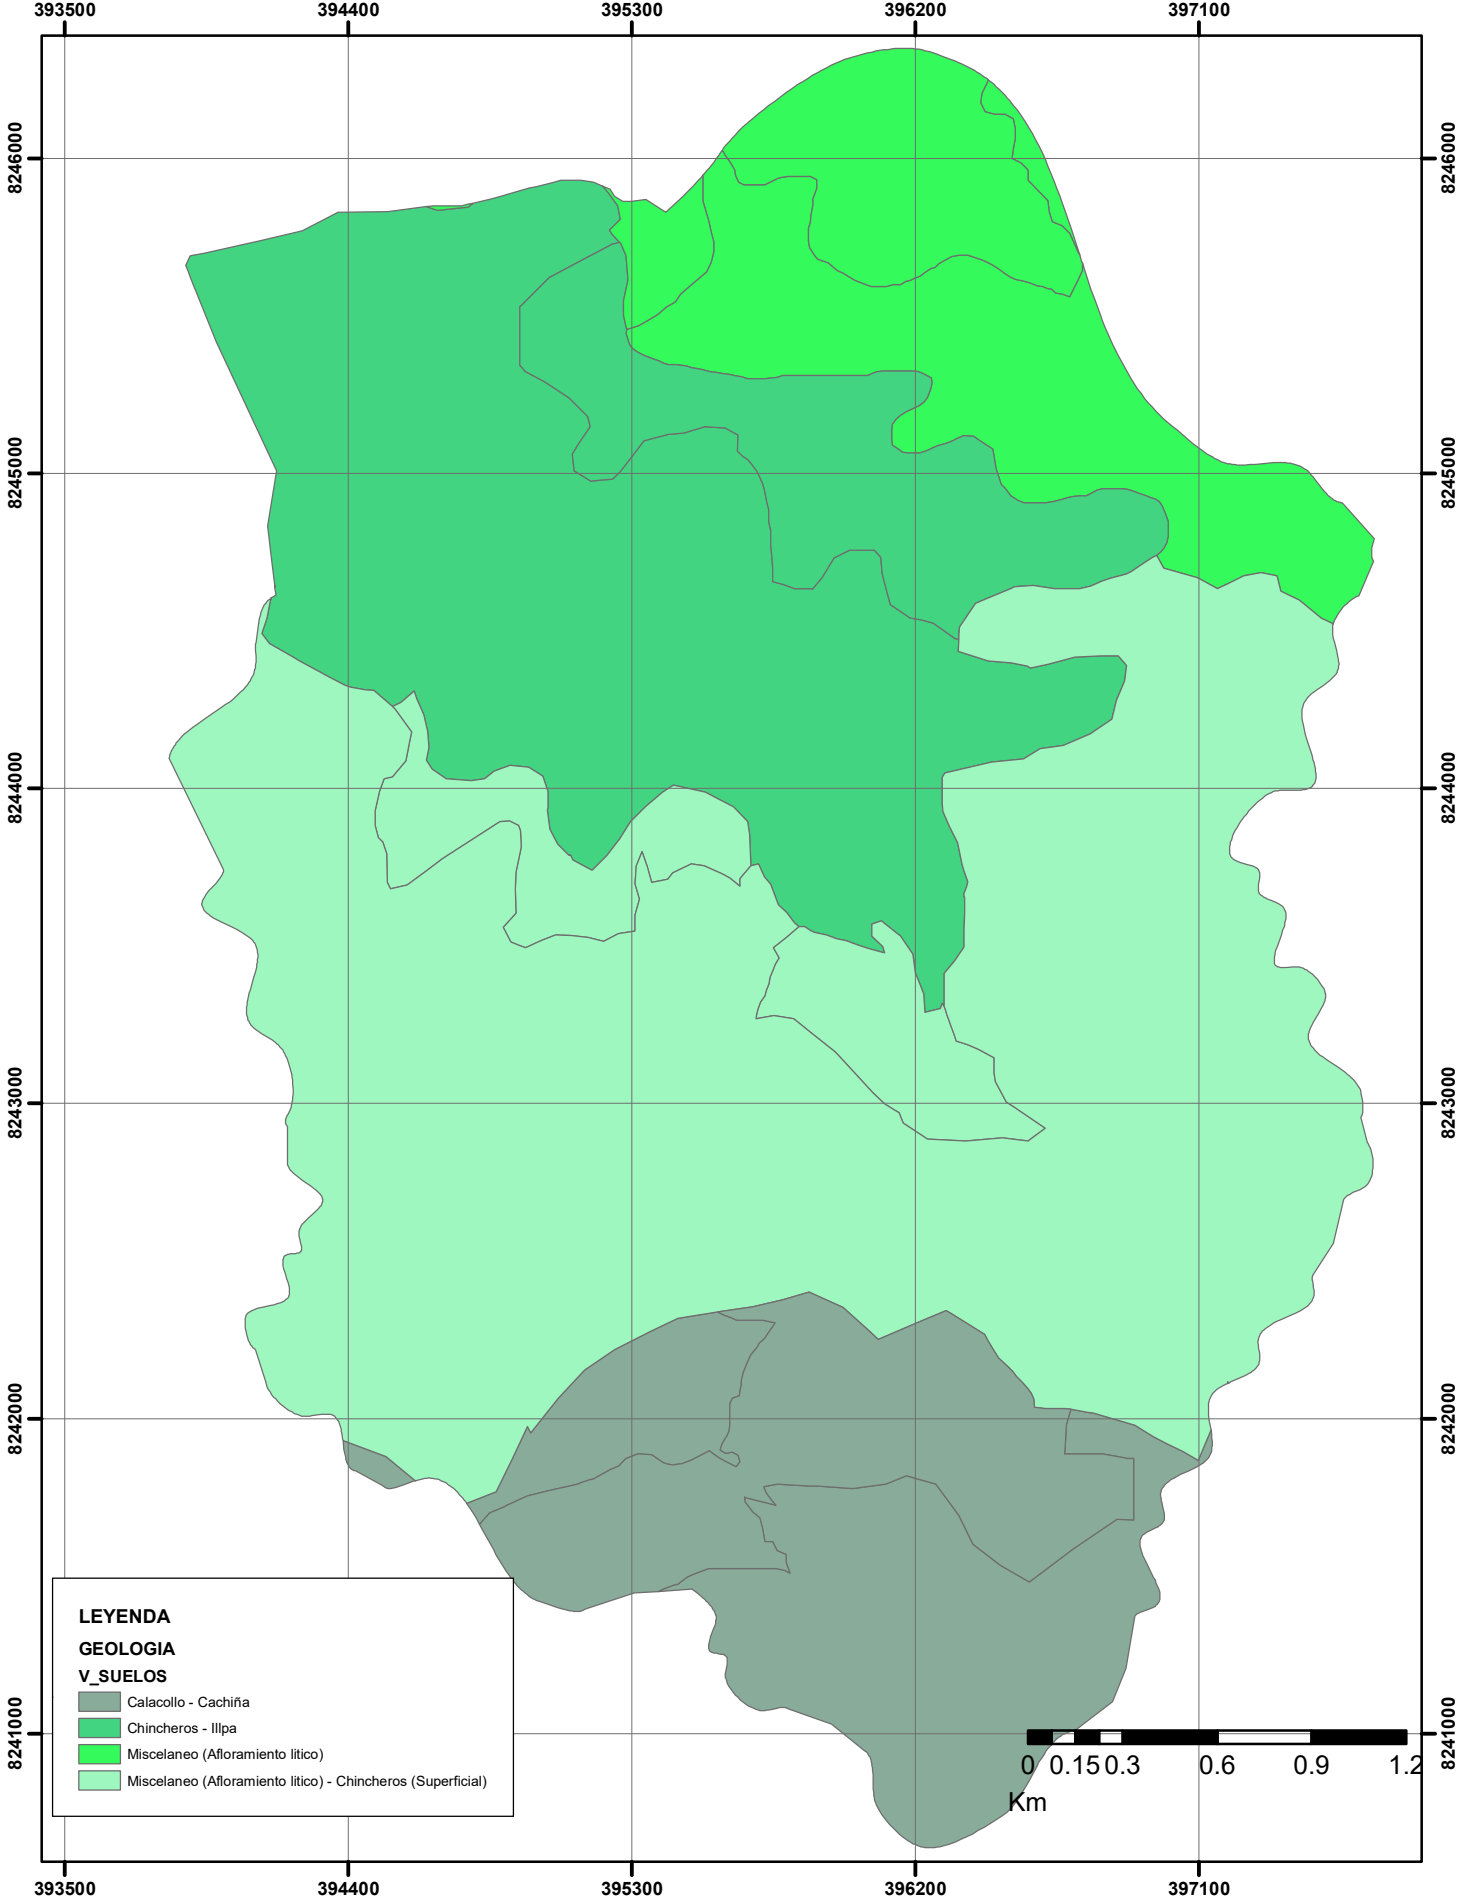 393500 394400 395300 396200 397100
8246000 8246000
8245000 8245000
8244000 8244000
8243000 8243000
8242000 8242000
8241000 8241000
LEYENDA
GEOLOGIA
V_SUELOS
Calacollo - Cachiña
Chincheros - Illpa
Miscelaneo (Afloramiento litico)
Miscelaneo (Afloramiento litico) - Chincheros (Superficial)
0 0.15 0.3 0.6 0.9 1.2
Km
393500 394400 395300 396200 397100